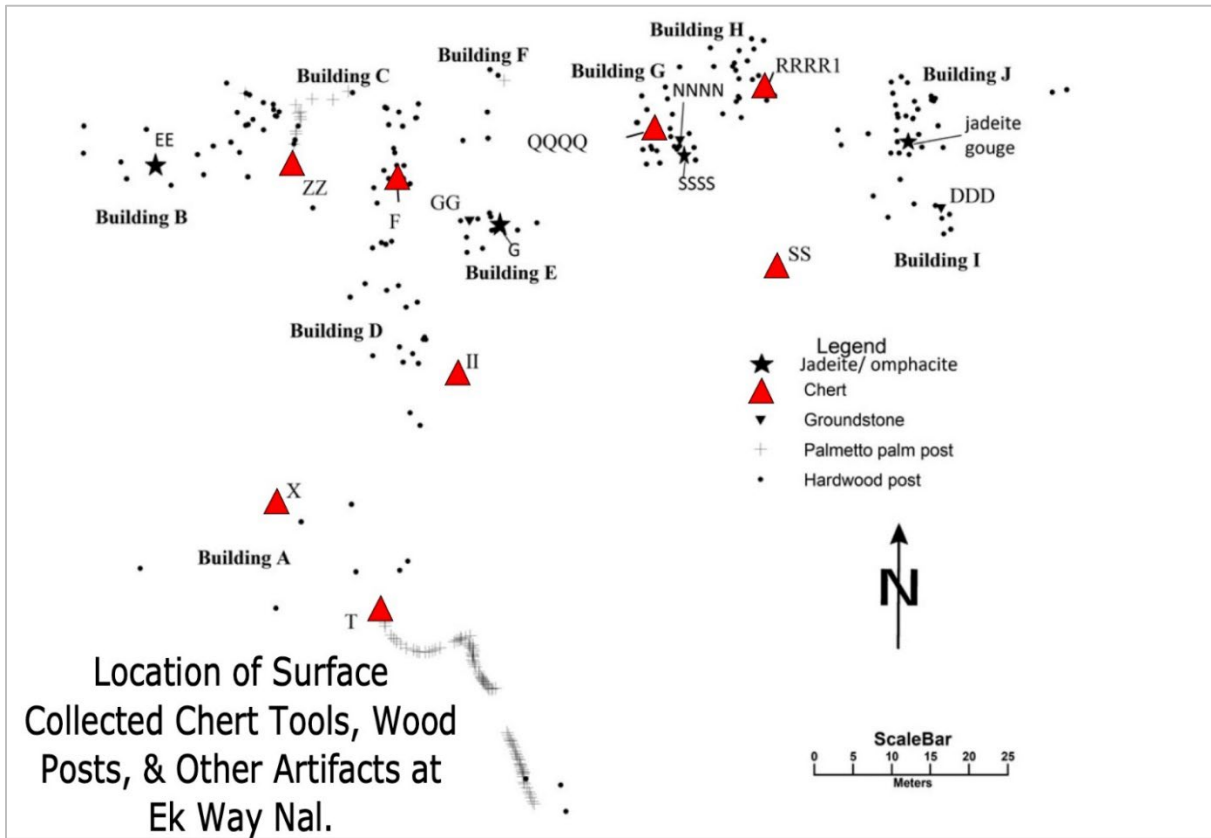 Building H
Building F
Building C
Building G
RRRR1
Building J
NNNN
EE
QQQQ
jadeite
gouge
SSSS
ZZ
DDD
GG
Building B
F
G
SS
Building I
Building E
Building D
Legend
II
Jadeite/ omphacite
Chert
Groundstone
Palmetto palm post
Hardwood post
X
Building A
N
T
Location of Surface
Collected Chert Tools, Wood
Posts, & Other Artifacts at
Ek Way Nal.
ScaleBar
0 5 10 15 20 25
Meters